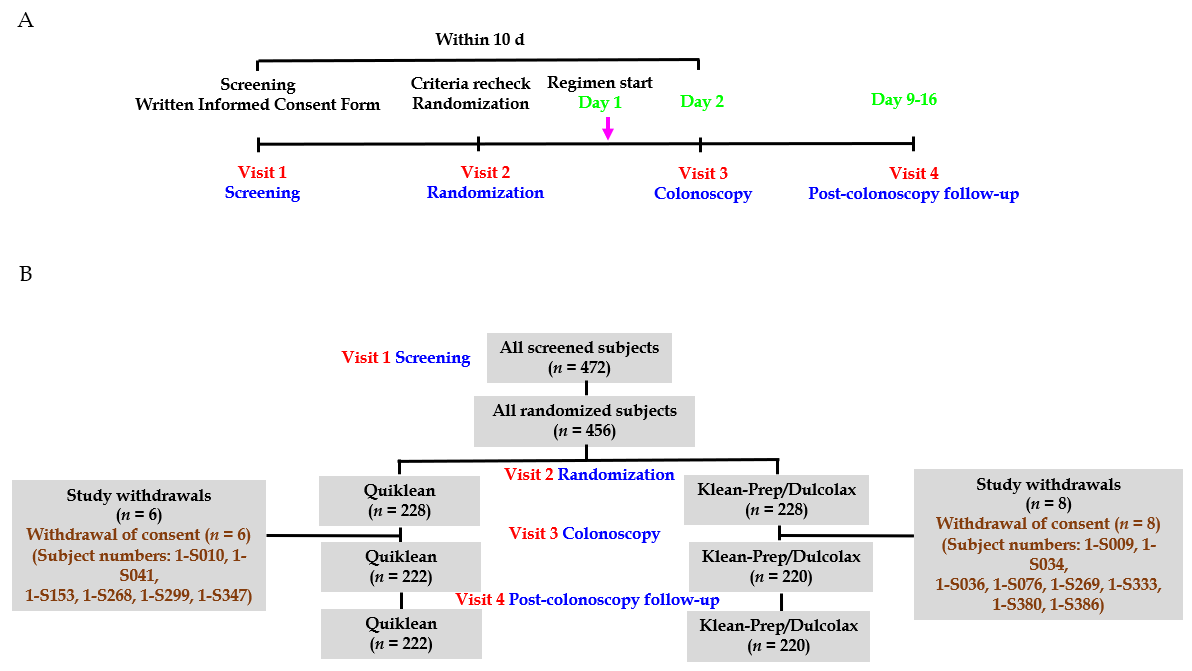 A
Within 10 d
Screening
Written Informed Consent Form
Criteria recheck
Randomization
Regimen start
Day 1
Day 2
Day 9-16
Visit 1
Screening
Visit 2
Randomization
Visit 3
Colonoscopy
Visit 4
Post-colonoscopy follow-up
B
Visit 1 Screening
All screened subjects
(n = 472)
All randomized subjects
(n = 456)
Visit 2 Randomization
Quiklean
(n = 228)
Klean-Prep/Dulcolax
(n = 228)
Study withdrawals
(n = 6)
Withdrawal of consent (n = 6)
(Subject numbers: 1-S010, 1-
S041,
1-S153, 1-S268, 1-S299, 1-S347)
Visit 3 Colonoscopy
Study withdrawals
(n = 8)
Withdrawal of consent (n = 8)
(Subject numbers: 1-S009, 1-
S034,
1-S036, 1-S076, 1-S269, 1-S333,
1-S380, 1-S386)
Quiklean
(n = 222)
Klean-Prep/Dulcolax
(n = 220)
Visit 4 Post-colonoscopy follow-up
Quiklean
(n = 222)
Klean-Prep/Dulcolax
(n = 220)